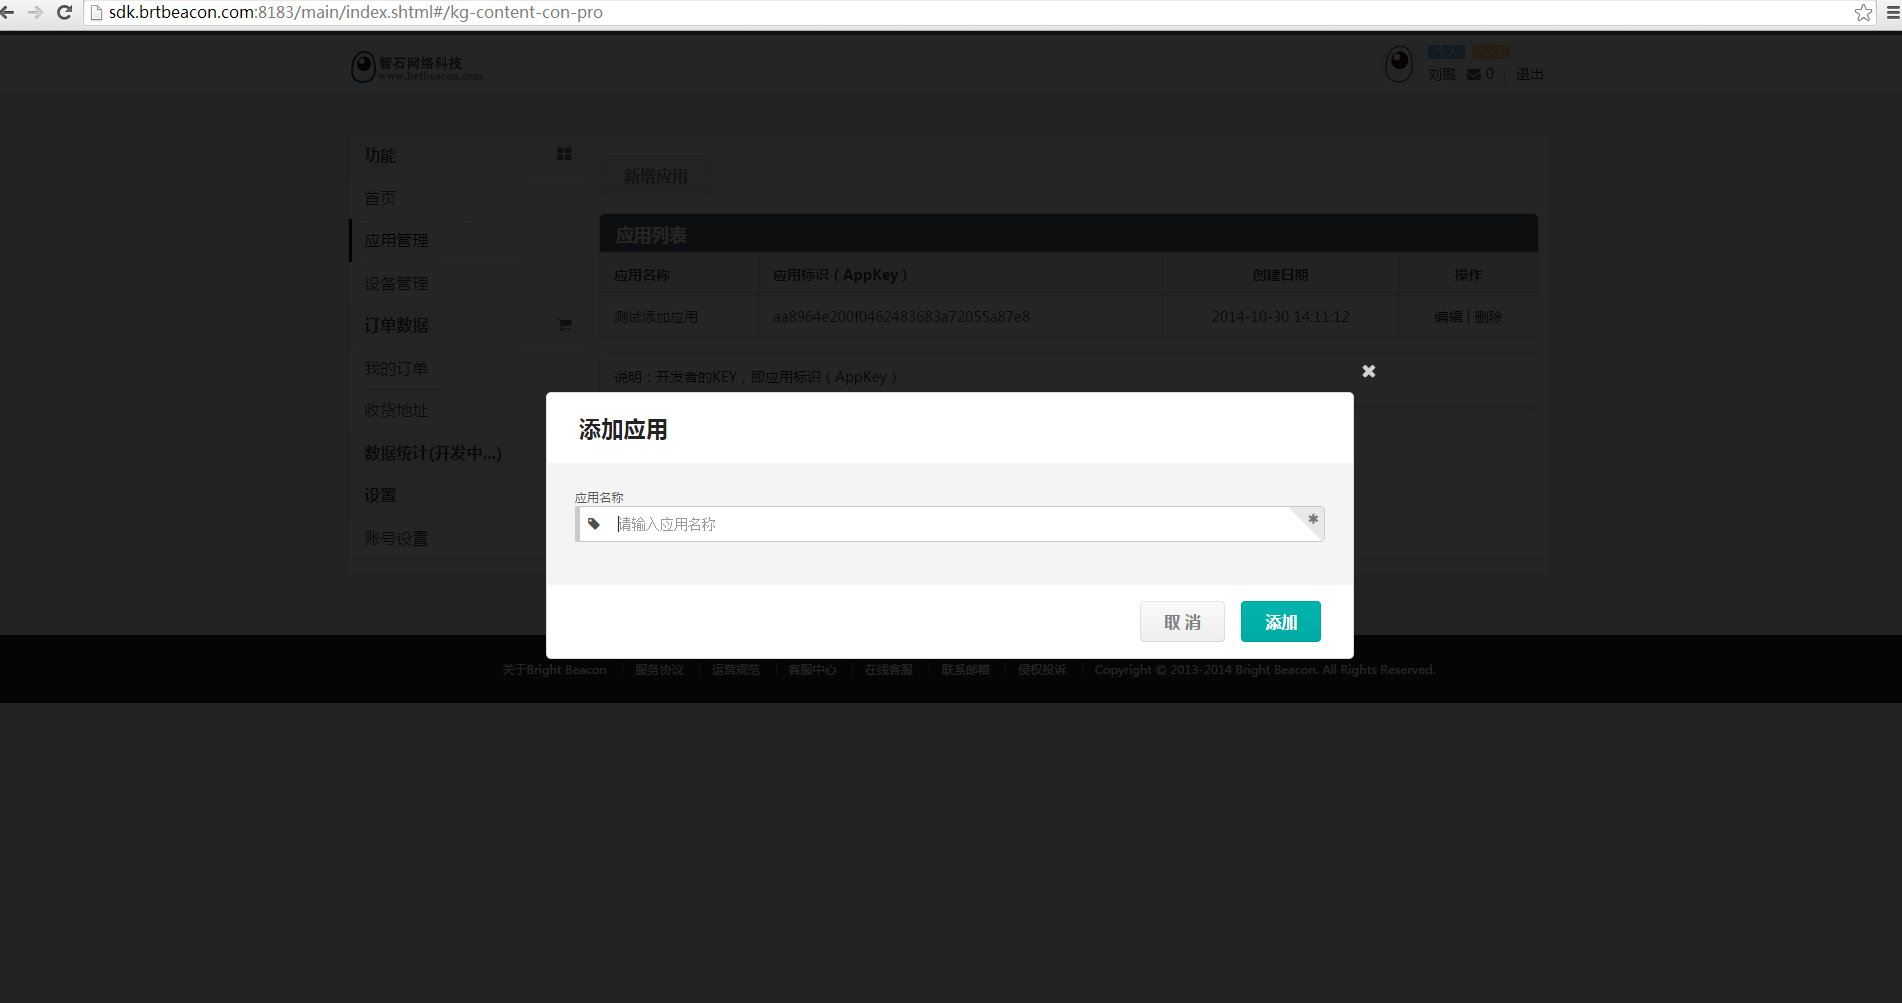 sdk.brtbeacon.com:8183/main/index.shtml#/kg-content-con-pro
智石网络科技
www.brtbeacon.com
个人 已认证
刘鹏 0 退出
功能
首页
应用管理
设备管理
订单数据
我的订单
收货地址
数据统计(开发中...)
设置
账号设置
新增应用
应用列表
应用名称 应用标识（AppKey） 创建日期 操作
测试添加应用 aa8964e200f0462483683a72055a87e8 2014-10-30 14:11:12 编辑 | 删除
说明：开发者的KEY，即应用标识（AppKey）
添加应用
应用名称
请输入应用名称
取 消 添加
关于Bright Beacon 服务协议 运营规范 客服中心 在线客服 联系邮箱 侵权投诉 Copyright © 2013-2014 Bright Beacon. All Rights Reserved.